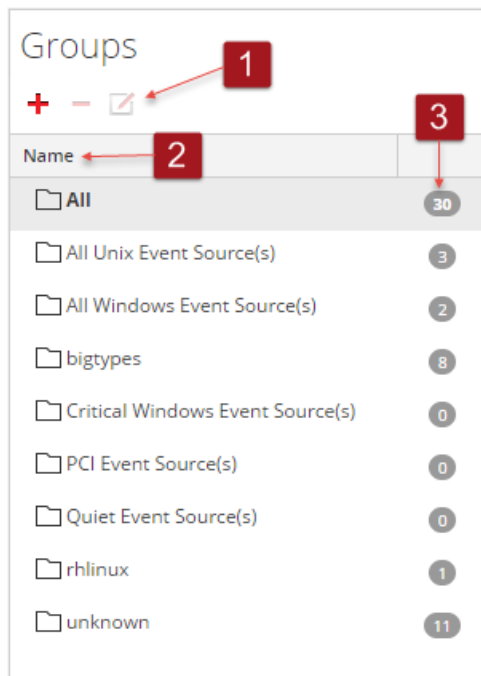 Groups
1
3
Name 2
All 30
All Unix Event Source(s) 3
All Windows Event Source(s) 2
bigtypes 8
Critical Windows Event Source(s) 0
PCI Event Source(s) 0
Quiet Event Source(s) 0
rhlinux 1
unknown 11